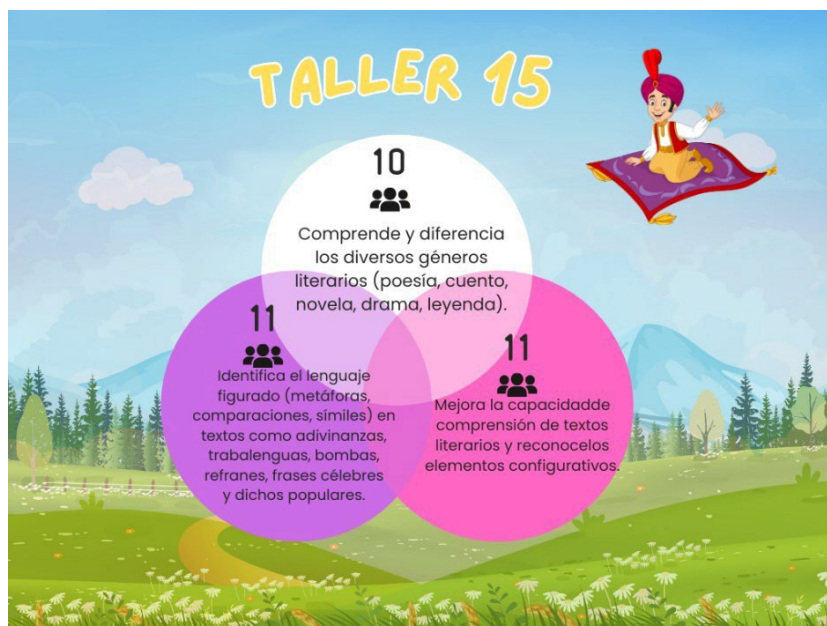 TALLER 15
10
Comprende y diferencia
los diversos géneros
literarios (poesía, cuento,
novela, drama, leyenda).
11
Identifica el lenguaje
figurado (metáforas,
comparaciones, símiles) en
textos como adivinanzas,
trabalenguas, bombas,
refranes, frases célebres
y dichos populares.
11
Mejora la capacidadde
comprensión de textos
literarios y reconocelos
elementos configurativos.